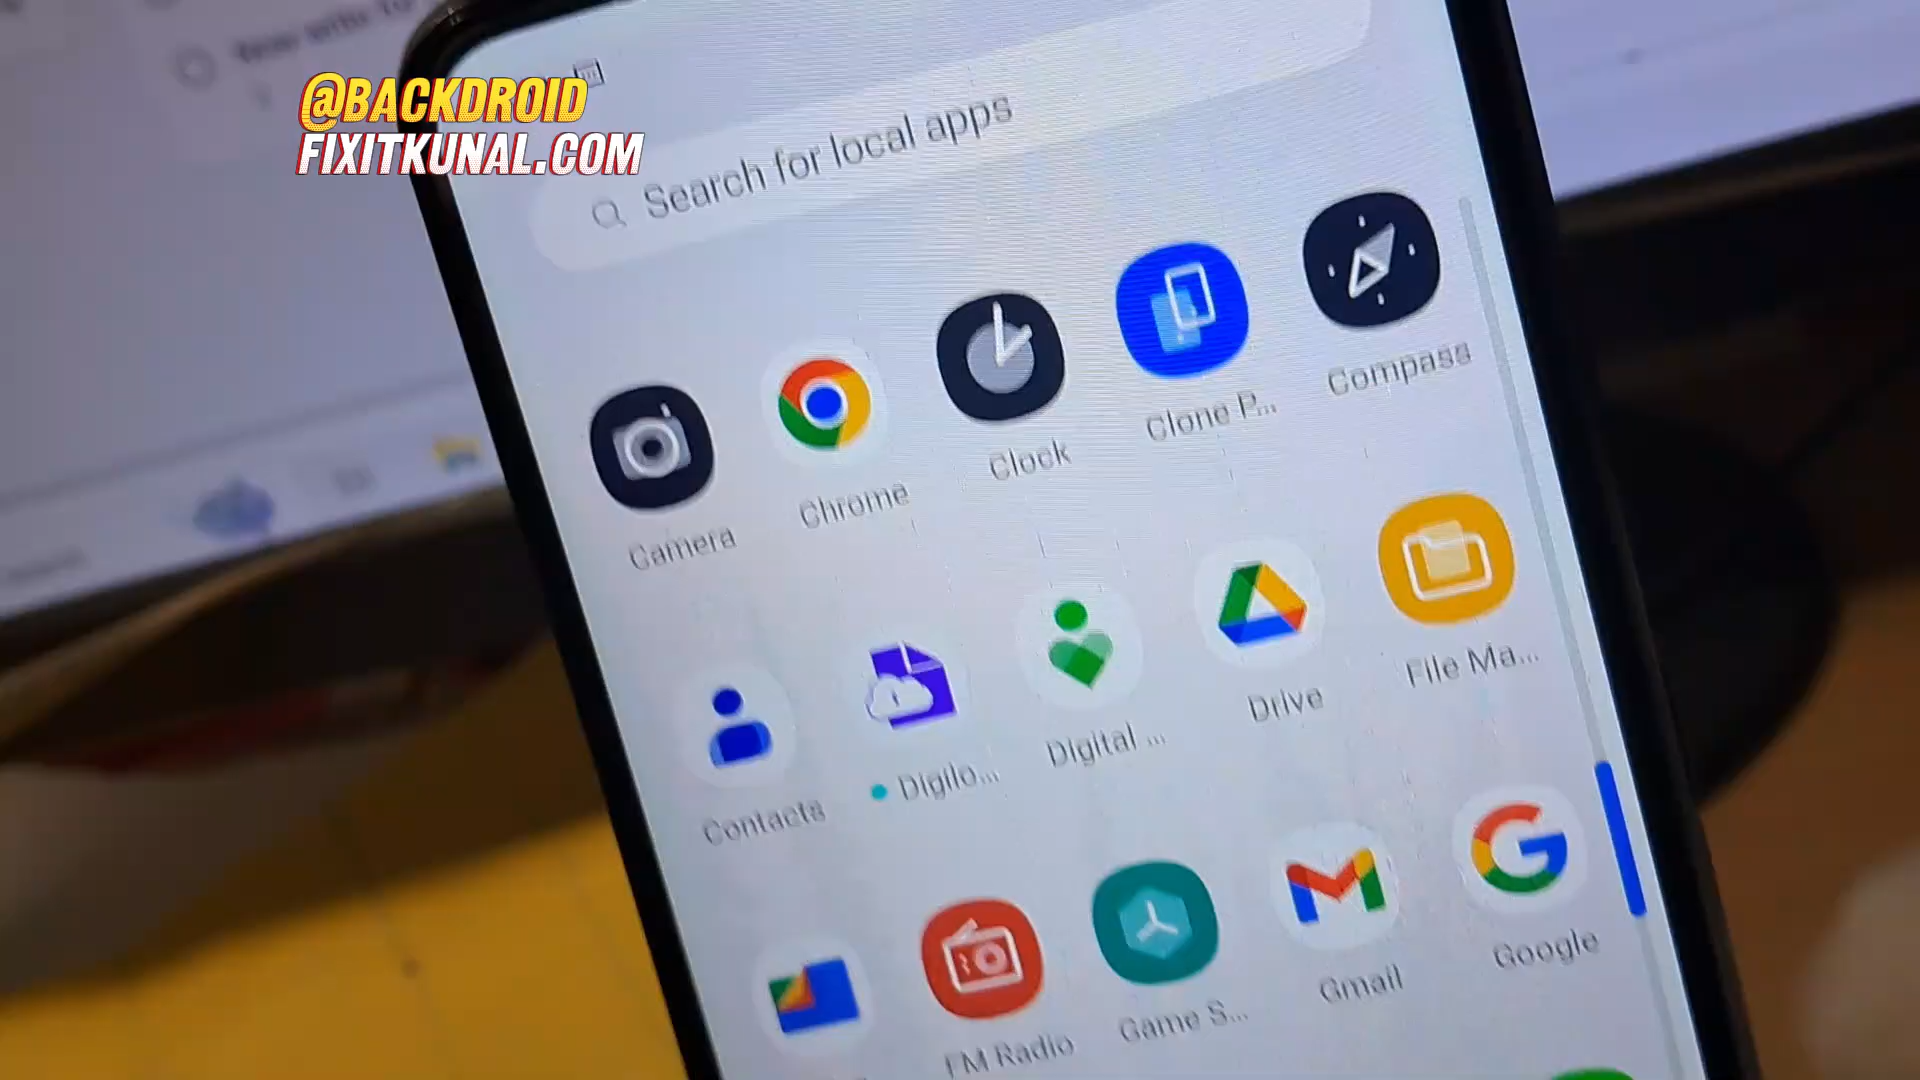 @BACKDROID
FIXITKUNAL.COM
Search for local apps
Camera
Chrome
Clock
Clone P...
Compass
Contacts
Digilo...
Digital ...
Drive
File Ma...
FM Radio
Game S...
Gmail
Google